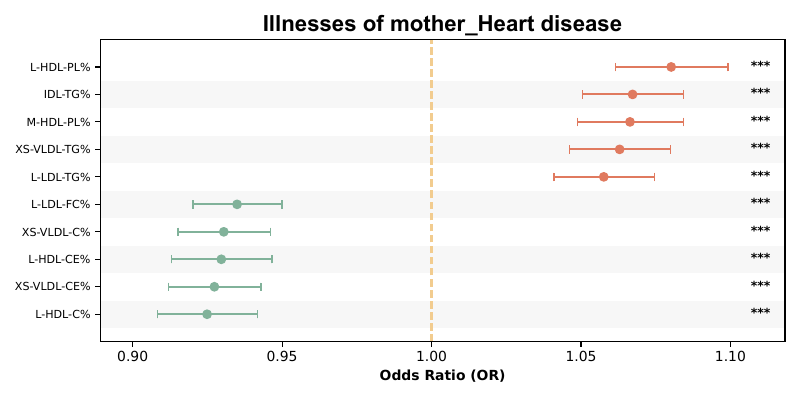 Illnesses of mother_Heart disease
L-HDL-PL% ***
IDL-TG% ***
M-HDL-PL% ***
XS-VLDL-TG% ***
L-LDL-TG% ***
L-LDL-FC% ***
XS-VLDL-C% ***
L-HDL-CE% ***
XS-VLDL-CE% ***
L-HDL-C% ***
0.90 0.95 1.00 1.05 1.10
Odds Ratio (OR)